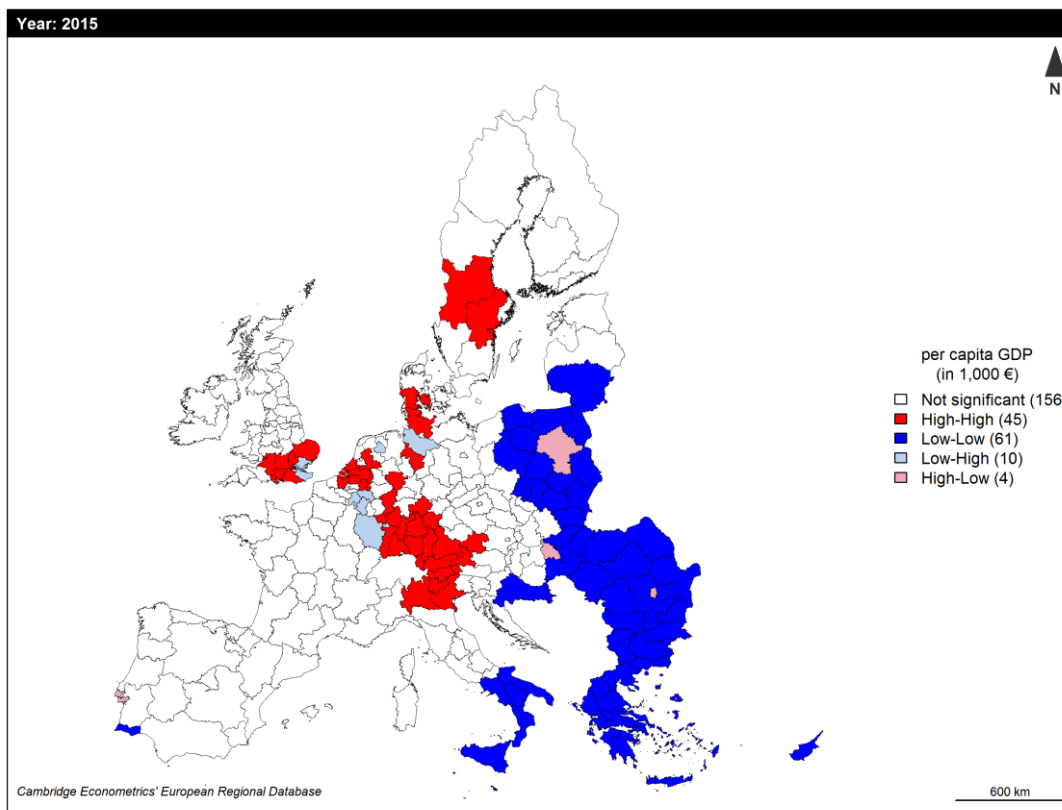 Year: 2015
N
per capita GDP
(in 1,000 €)
Not significant (156
High-High (45)
Low-Low (61)
Low-High (10)
High-Low (4)
Cambridge Econometrics' European Regional Database
600 km